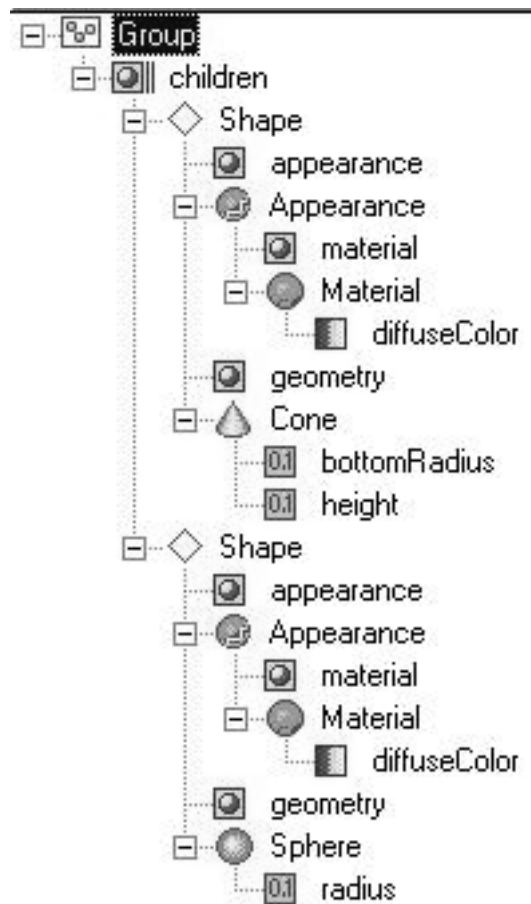 Group
children
Shape
appearance
Appearance
material
Material
diffuseColor
geometry
Cone
0.1 bottomRadius
0.1 height
Shape
appearance
Appearance
material
Material
diffuseColor
geometry
Sphere
0.1 radius